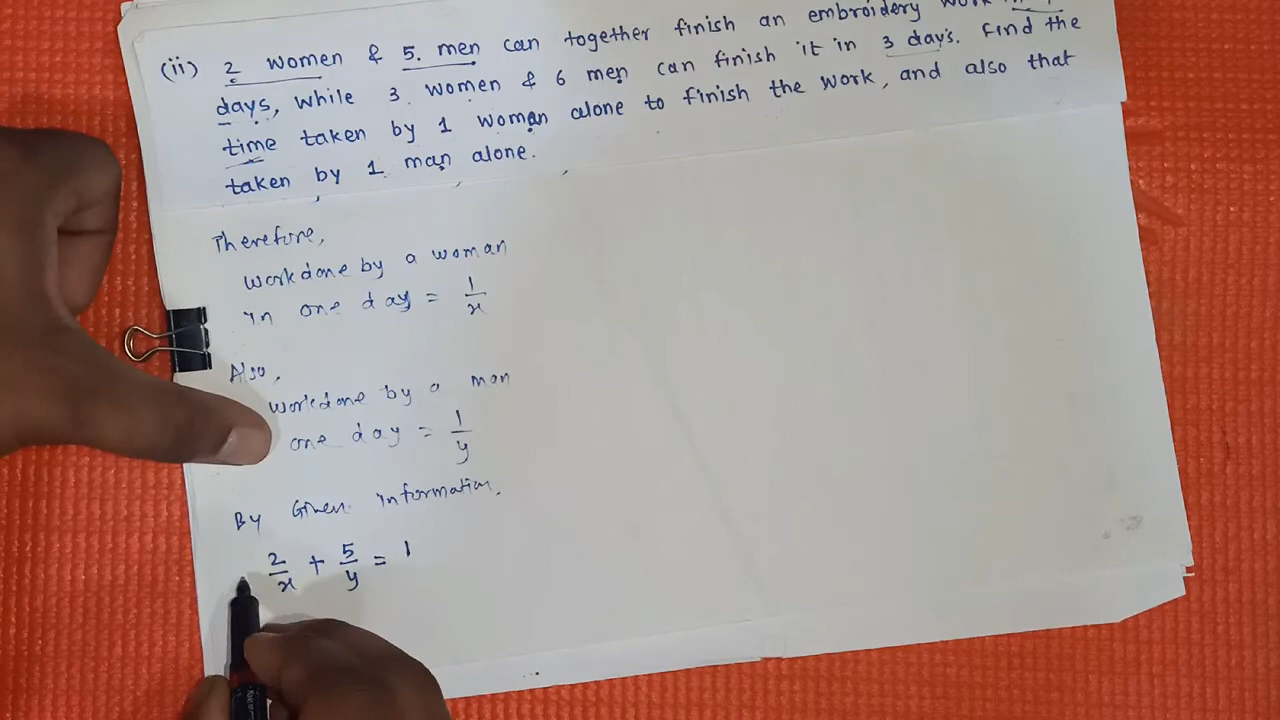 (ii) 2 women & 5. men can together finish an embroidery work
days, while 3 women & 6 men can finish it in 3 days. Find the
time taken by 1 woman alone to finish the work, and also that
taken by 1 man alone.
Therefore,
work done by a woman
in one day = 1/x
Also,
work done by a man
one day = 1/y
By Given information,
2/x + 5/y = 1